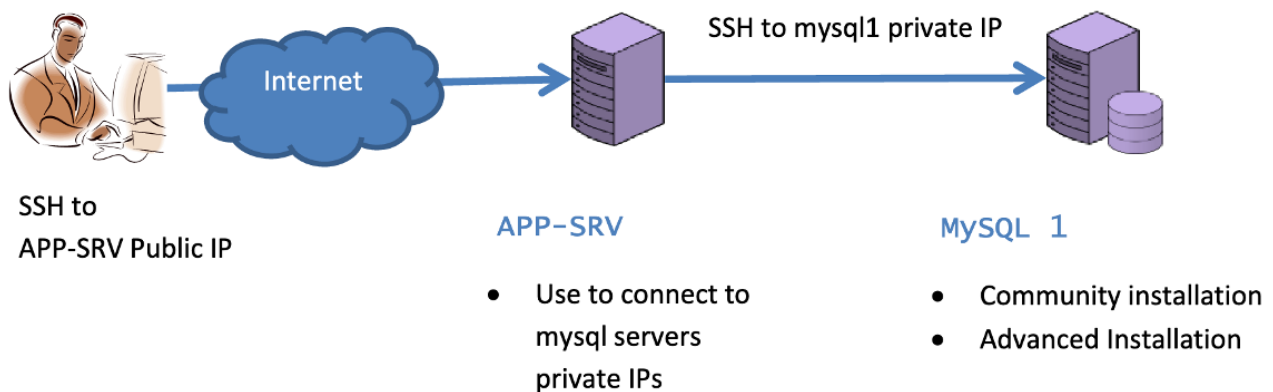 SSH to mysql1 private IP
Internet
SSH to
APP-SRV Public IP
APP-SRV
• Use to connect to
mysql servers
private IPs
MySQL 1
• Community installation
• Advanced Installation